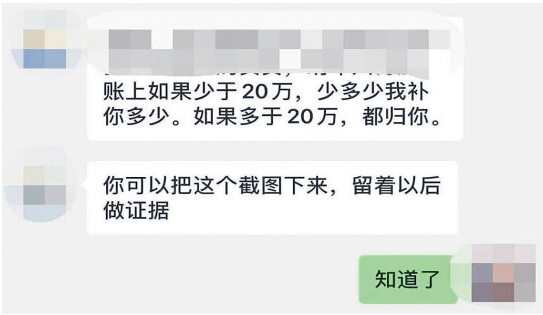 账上如果少于20万，少多少我补
你多少。如果多于20万，都归你。
你可以把这个截图下来，留着以后
做证据
知道了